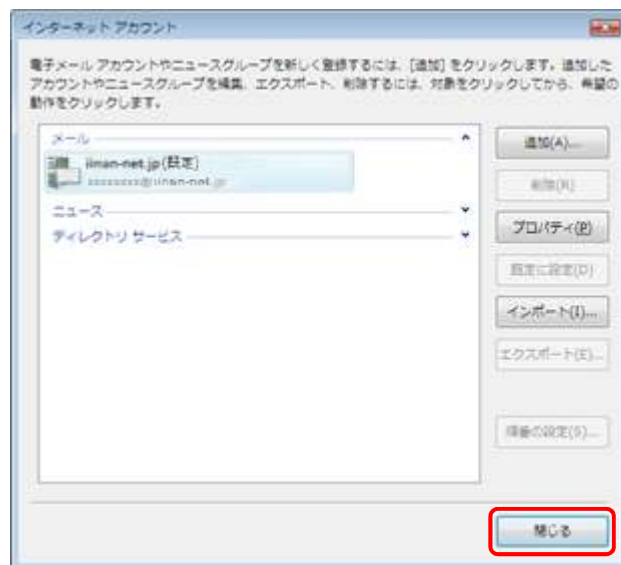 インターネット アカウント
電子メール アカウントやニュースグループを新しく登録するには、[追加] をクリックします。追加した
アカウントやニュースグループを編集、エクスポート、削除するには、対象をクリックしてから、希望の
動作をクリックします。
メール
iinan-net.jp (既定)
xxxxxxxx@iinan-net.jp
ニュース
ディレクトリ サービス
追加(A)...
削除(R)
プロパティ(P)
既定に設定(D)
インポート(I)...
エクスポート(E)...
順番の設定(S)...
閉じる